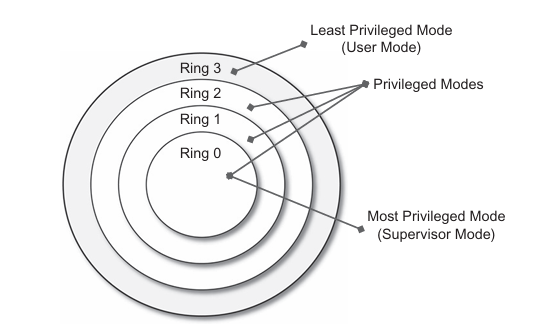 Least Privileged Mode
(User Mode)
Ring 3
Ring 2
Privileged Modes
Ring 1
Ring 0
Most Privileged Mode
(Supervisor Mode)